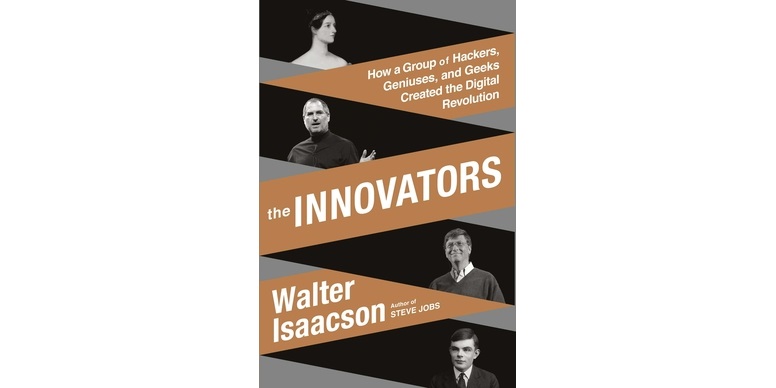 How a Group of Hackers,
Geniuses, and Geeks
Created the Digital
Revolution
the INNOVATORS
Walter
Isaacson
Author of
STEVE JOBS